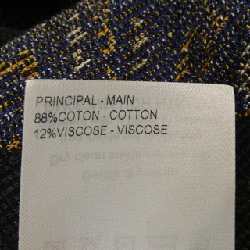 PRINCIPAL - MAIN
88%COTON - COTTON
12%VISCOSE - VISCOSE